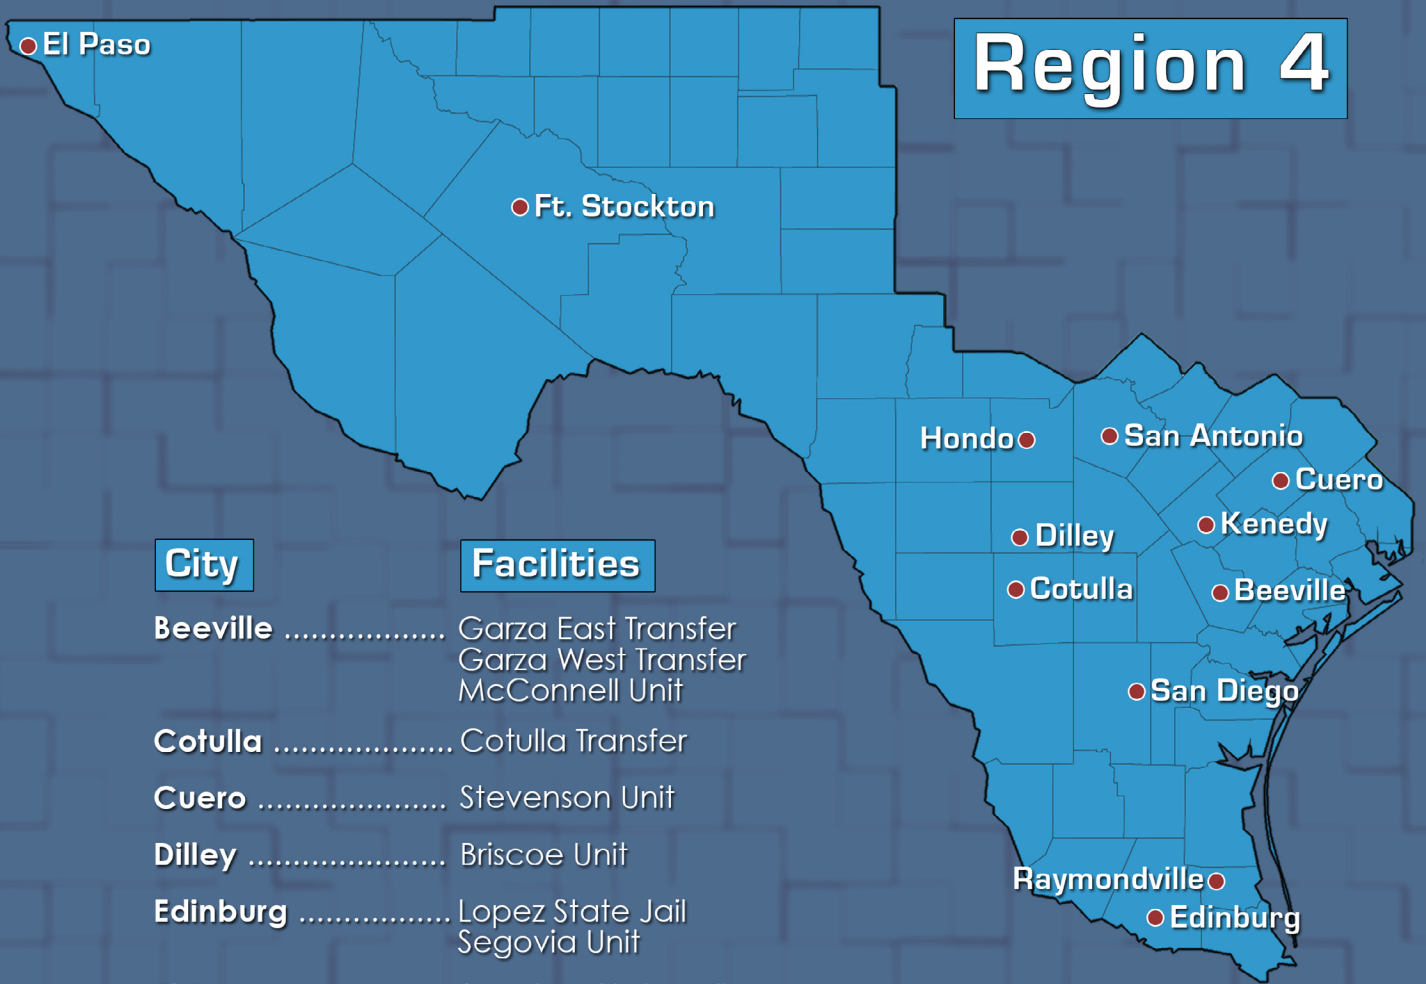 El Paso
Region 4
Ft. Stockton
Hondo
San Antonio
Cuero
Kenedy
Dilley
Cotulla
Beeville
San Diego
Raymondville
Edinburg
City Facilities
Beeville .................. Garza East Transfer
Garza West Transfer
McConnell Unit
Cotulla .................... Cotulla Transfer
Cuero ..................... Stevenson Unit
Dilley ...................... Briscoe Unit
Edinburg ................. Lopez State Jail
Segovia Unit